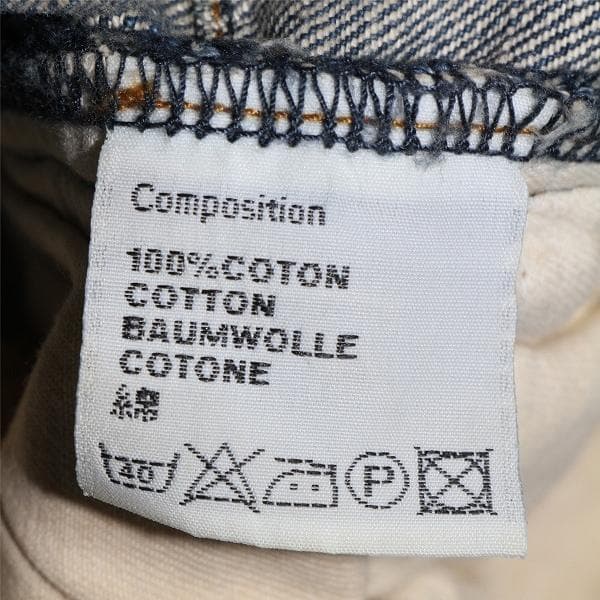 Composition
100%COTON
COTTON
BAUMWOLLE
COTONE
綿
40 P